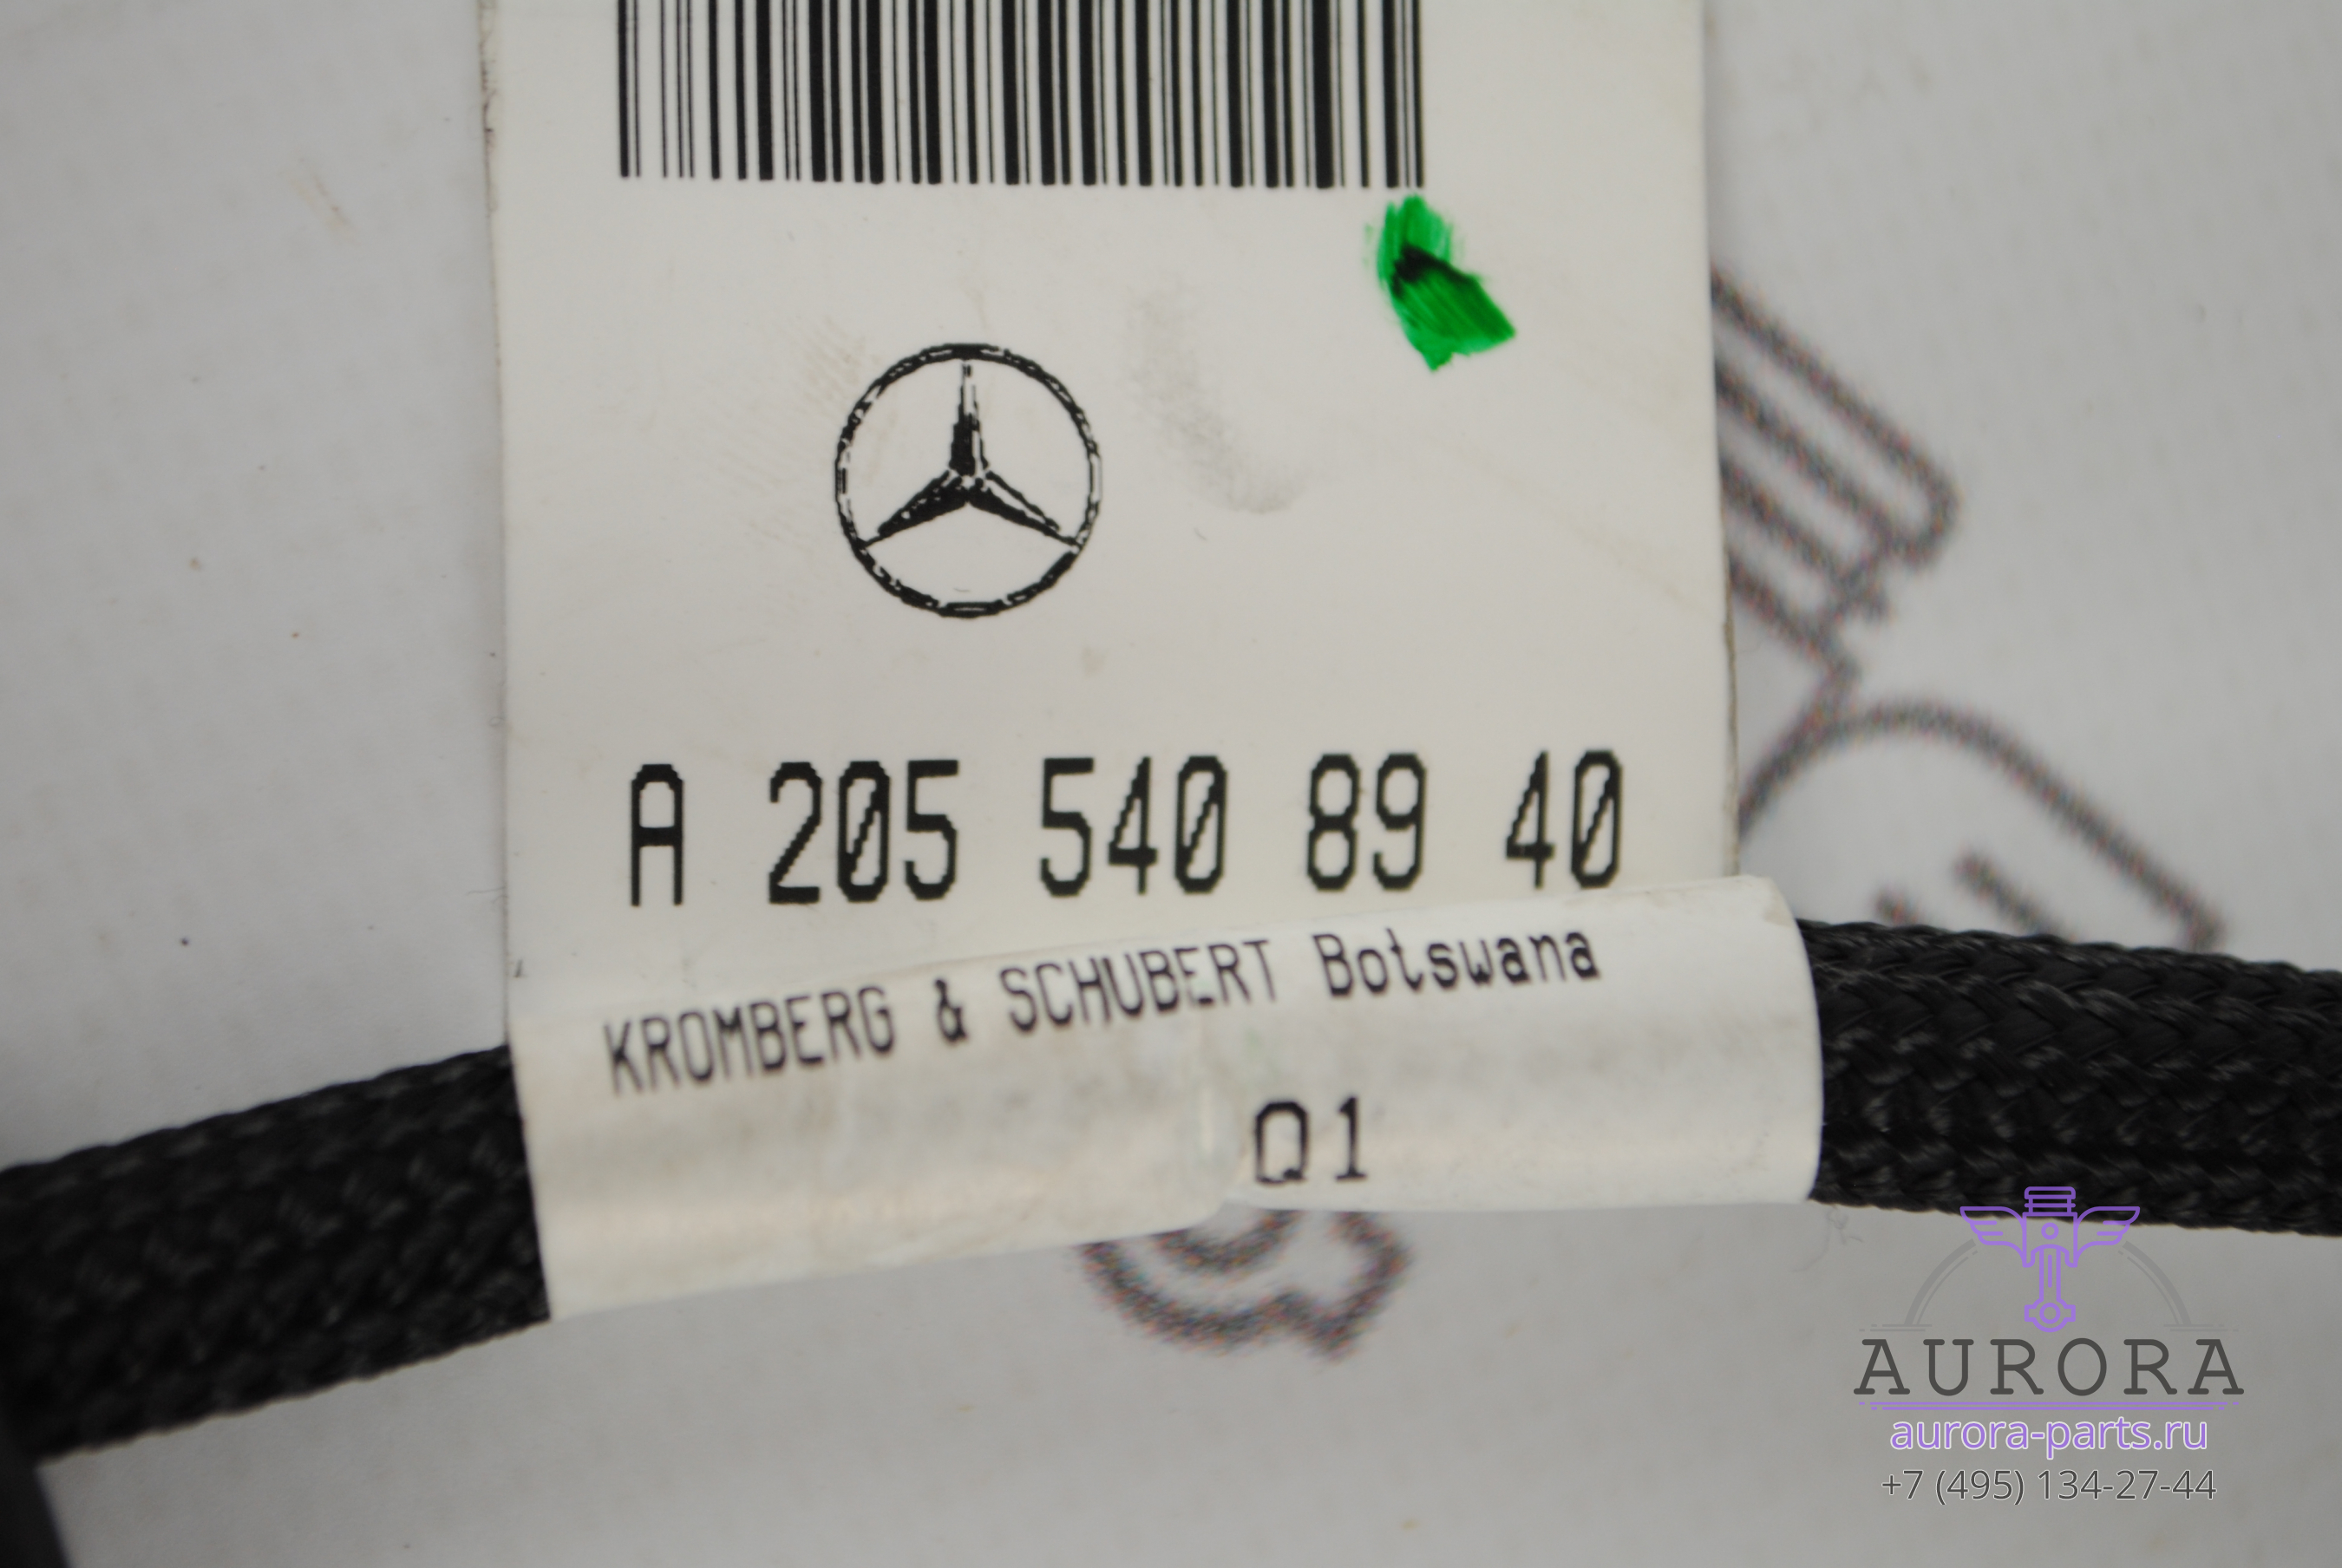 A 205 540 89 40
KROMBERG & SCHUBERT Botswana
Q1
AURORA
aurora-parts.ru
+7 (495) 134-27-44